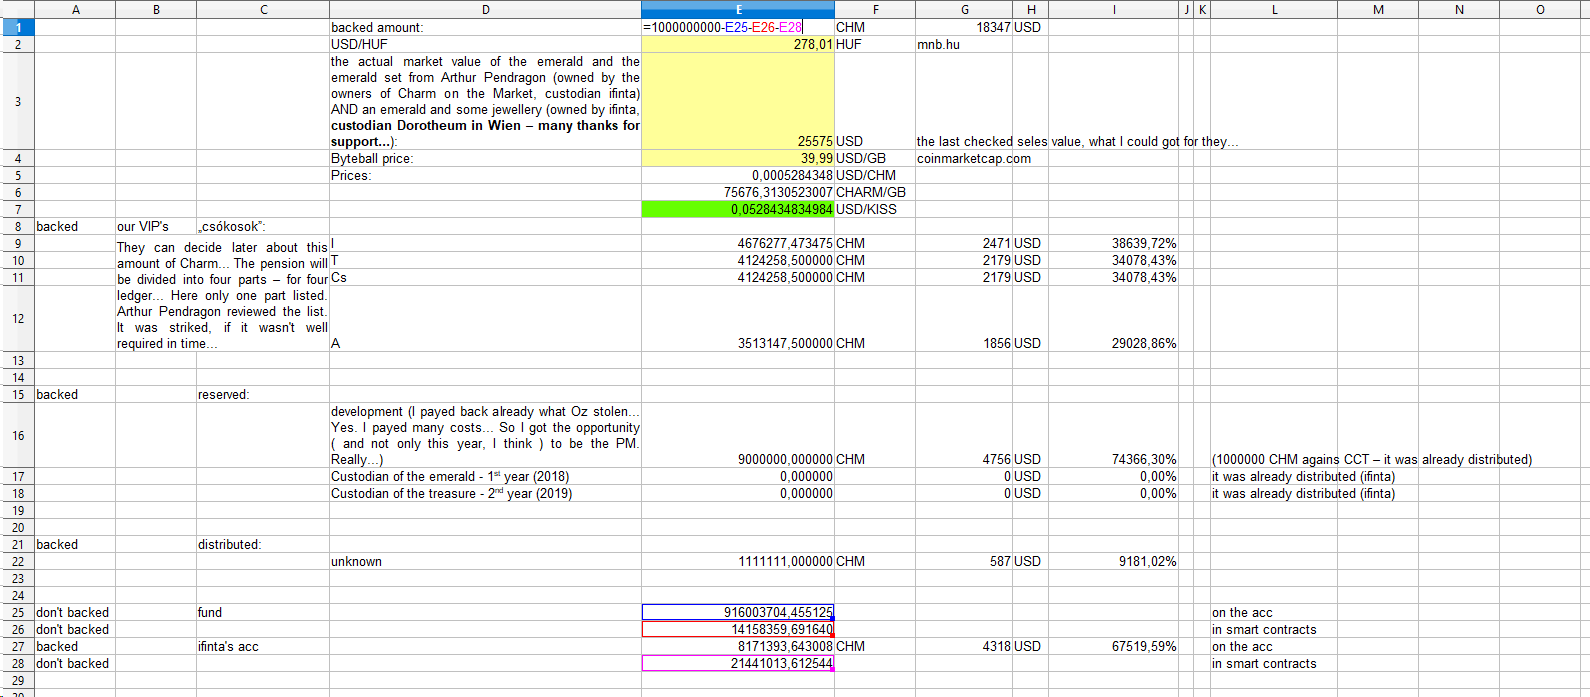 A B C D E F G H I J K L M N O
1 backed amount: =1000000000-E25-E26-E28 CHM 18347 USD
2 USD/HUF 278,01 HUF mnb.hu
the actual market value of the emerald and the
emerald set from Arthur Pendragon (owned by the
owners of Charm on the Market, custodian ifinta)
AND an emerald and some jewellery (owned by ifinta,
custodian Dorotheum in Wien – many thanks for
3 support...): 25575 USD the last checked seles value, what I could got for they...
4 Byteball price: 39,99 USD/GB coinmarketcap.com
5 Prices: 0,0005284348 USD/CHM
6 75676,3130523007 CHARM/GB
7 0,0528434834984 USD/KISS
8 backed our VIP's „csókosok”:
9 I 4676277,473475 CHM 2471 USD 38639,72%
10 T 4124258,500000 CHM 2179 USD 34078,43%
11 Cs 4124258,500000 CHM 2179 USD 34078,43%
They can decide later about this
amount of Charm... The pension will
be divided into four parts – for four
ledger... Here only one part listed.
Arthur Pendragon reviewed the list.
It was striked, if it wasn't well
required in time...
12 A 3513147,500000 CHM 1856 USD 29028,86%
13
14
15 backed reserved:
development (I payed back already what Oz stolen...
Yes. I payed many costs... So I got the opportunity
( and not only this year, I think ) to be the PM.
16 Really...) 9000000,000000 CHM 4756 USD 74366,30% (1000000 CHM agains CCT – it was already distributed)
17 Custodian of the emerald - 1st year (2018) 0,000000 0 USD 0,00% it was already distributed (ifinta)
18 Custodian of the treasure - 2nd year (2019) 0,000000 0 USD 0,00% it was already distributed (ifinta)
19
20
21 backed distributed:
22 unknown 1111111,000000 CHM 587 USD 9181,02%
23
24
25 don't backed fund 916003704,455125 on the acc
26 don't backed 14158359,691640 in smart contracts
27 backed ifinta's acc 8171393,643008 CHM 4318 USD 67519,59% on the acc
28 don't backed 21441013,612544 in smart contracts
29
30